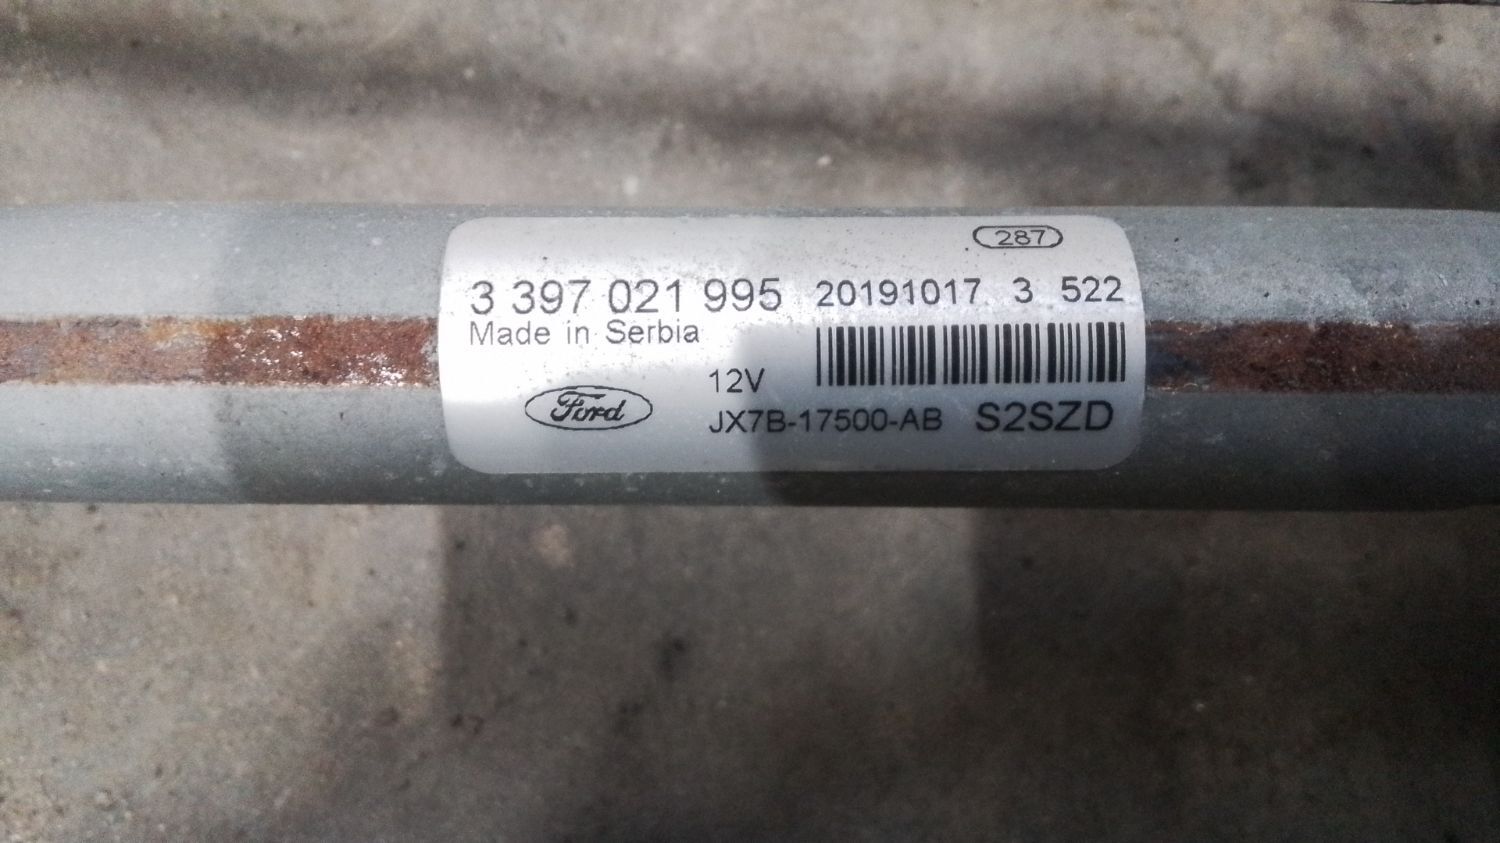 287
3 397 021 995 20191017 3 522
Made in Serbia
12V
Ford JX7B-17500-AB S2SZD